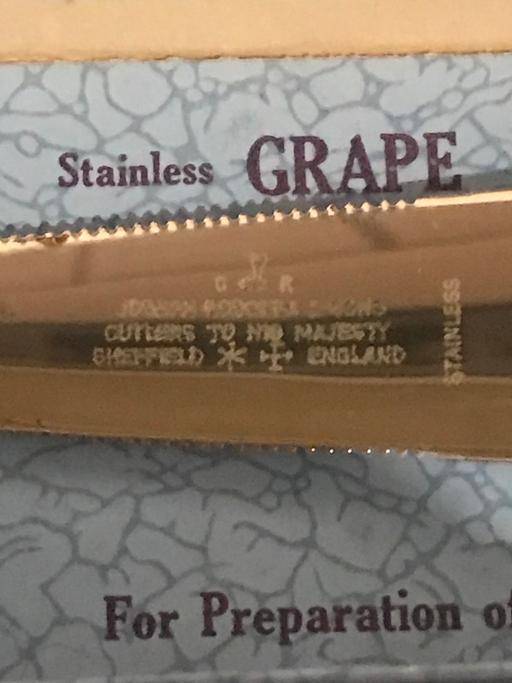 Stainless GRAPE
G R
JOSEPH RODGERS & SONS
CUTLERS TO HIS MAJESTY
SHEFFIELD ENGLAND
STAINLESS
For Preparation